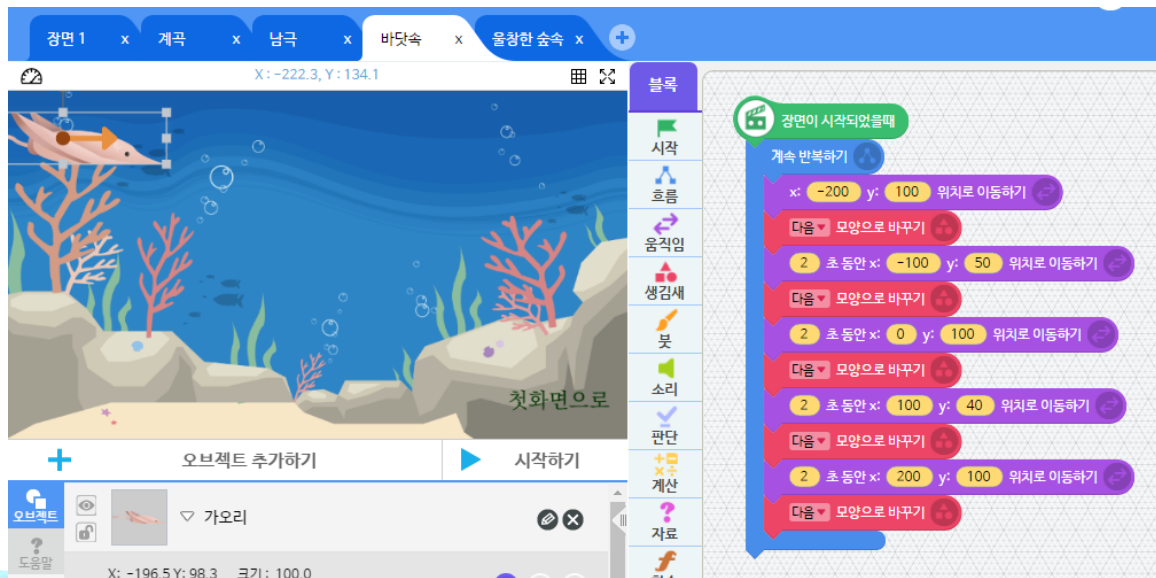 장면 1 x 계곡 x 남극 x 바닷속 x 울창한 숲속 x +
X : -222.3, Y : 134.1
첫화면으로
+ 오브젝트 추가하기
시작하기
오브젝트
도움말
가오리
X: -196.5 Y: 98.3 크기 : 100.0
블록
시작
흐름
움직임
생김새
붓
소리
판단
계산
자료
장면이 시작되었을때
계속 반복하기
x: -200 y: 100 위치로 이동하기
다음 모양으로 바꾸기
2 초 동안 x: -100 y: 50 위치로 이동하기
다음 모양으로 바꾸기
2 초 동안 x: 0 y: 100 위치로 이동하기
다음 모양으로 바꾸기
2 초 동안 x: 100 y: 40 위치로 이동하기
다음 모양으로 바꾸기
2 초 동안 x: 200 y: 100 위치로 이동하기
다음 모양으로 바꾸기